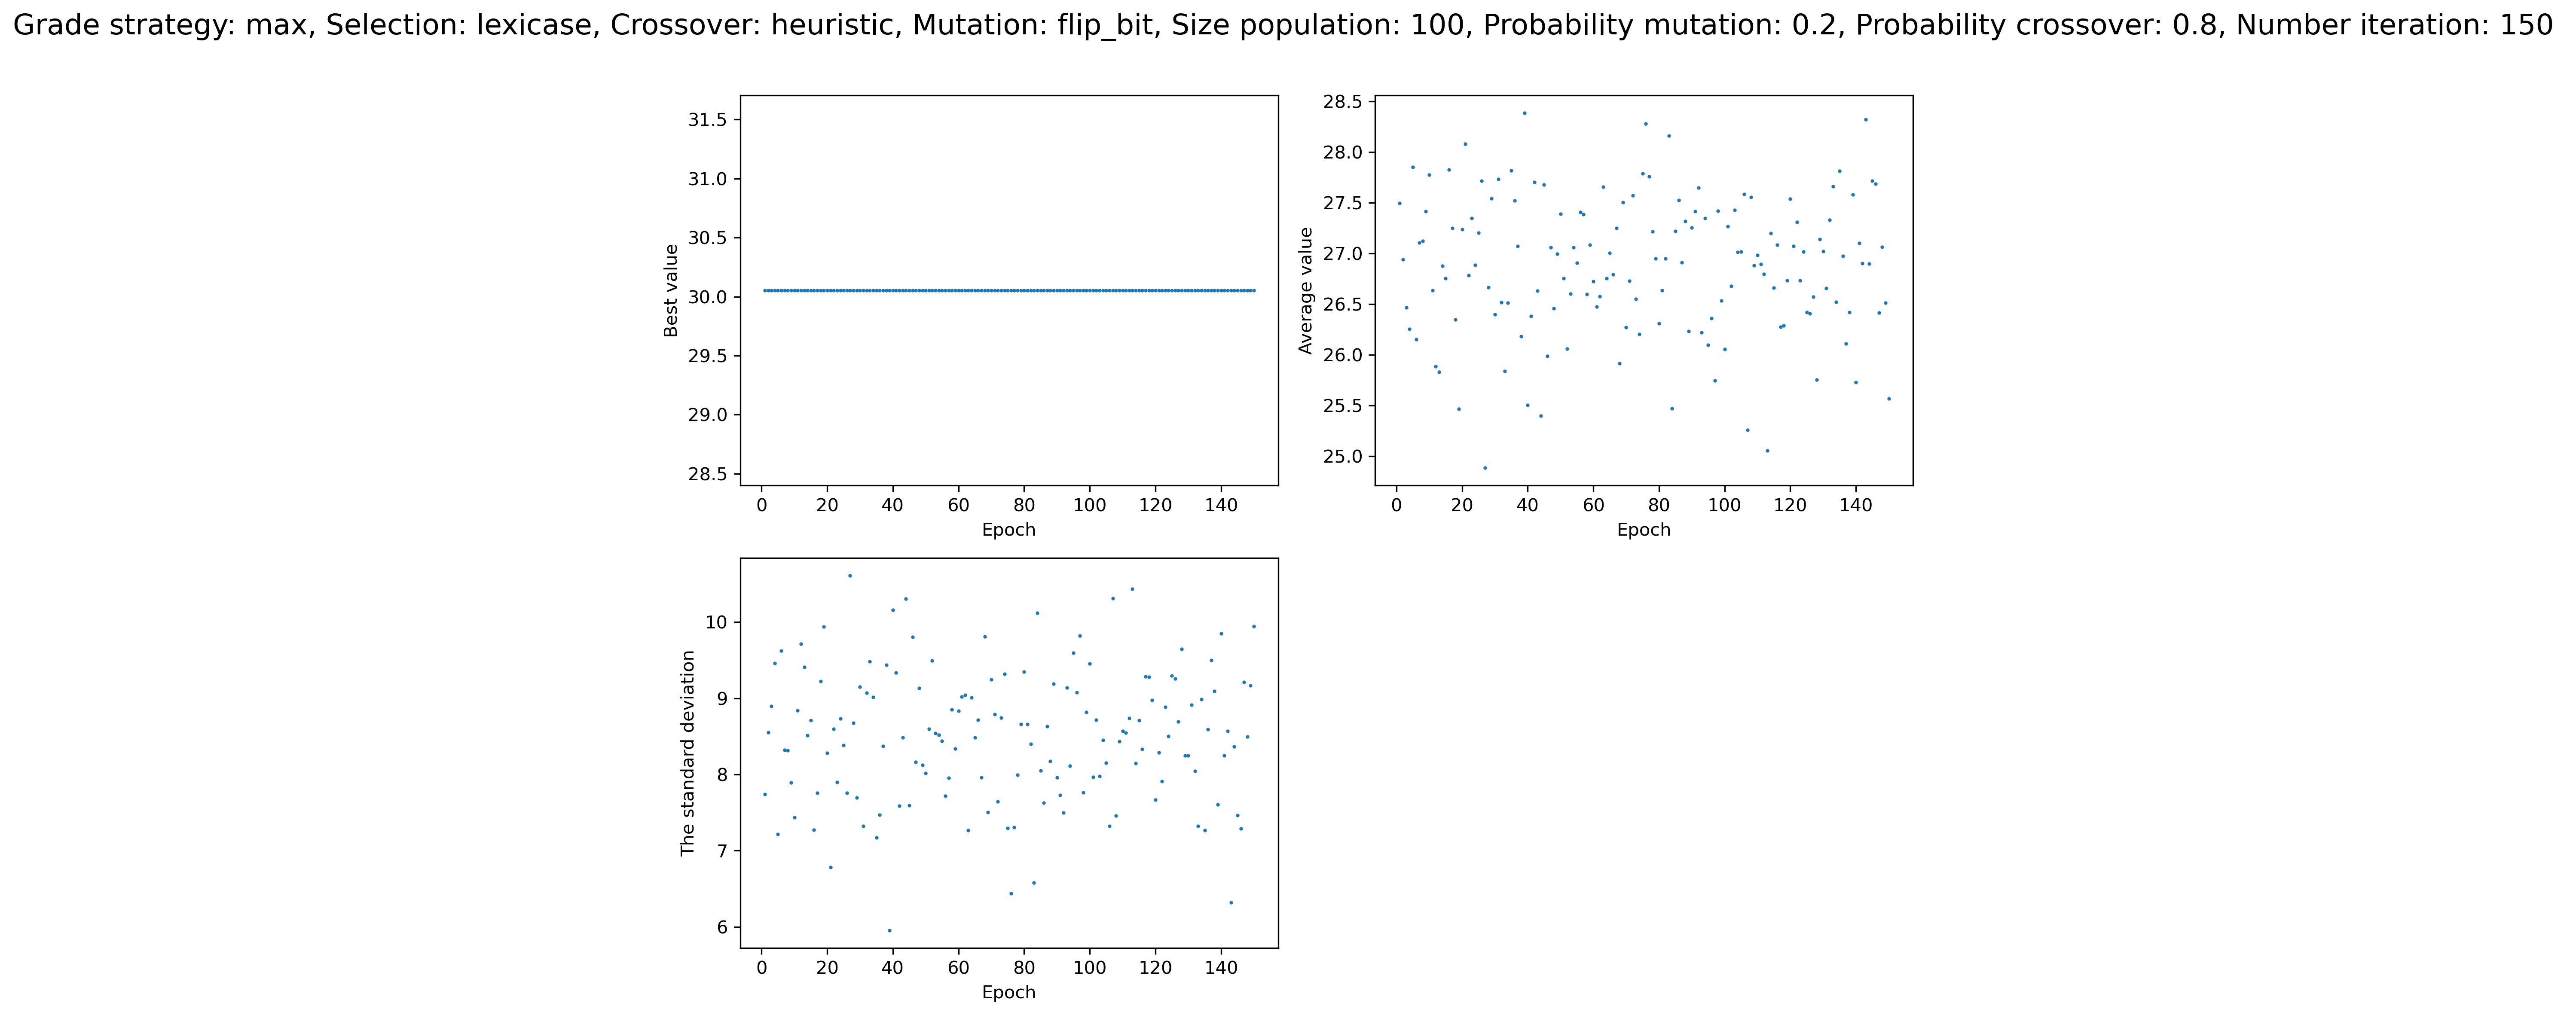 Grade strategy: max, Selection: lexicase, Crossover: heuristic, Mutation: flip_bit, Size population: 100, Probability mutation: 0.2, Probability crossover: 0.8, Number iteration: 150
31.5
31.0
30.5
30.0
29.5
29.0
28.5
Best value
0 20 40 60 80 100 120 140
Epoch
28.5
28.0
27.5
27.0
26.5
26.0
25.5
25.0
Average value
0 20 40 60 80 100 120 140
Epoch
10
9
8
7
6
The standard deviation
0 20 40 60 80 100 120 140
Epoch